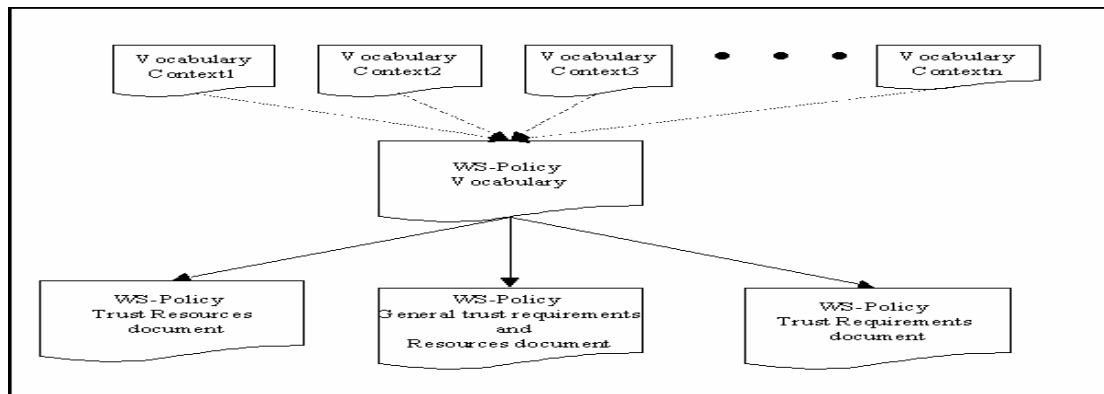 Vocabulary
Context1
Vocabulary
Context2
Vocabulary
Context3
Vocabulary
Contextn
WS-Policy
Vocabulary
WS-Policy
Trust Resources
document
WS-Policy
General trust requirements
and
Resources document
WS-Policy
Trust Requirements
document